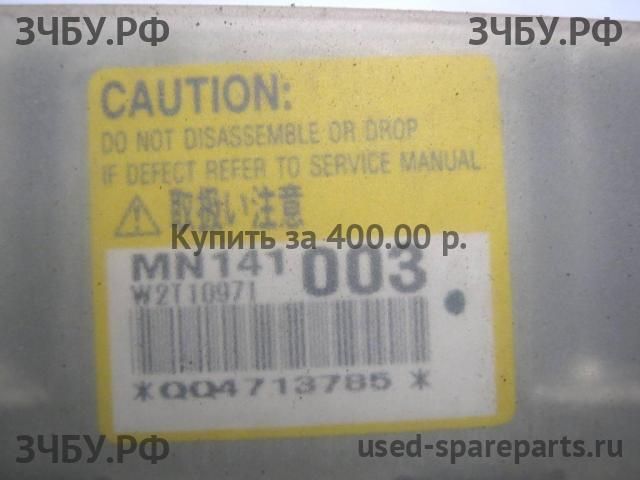 ЗЧБУ.РФ
ЗЧБУ.РФ
CAUTION:
DO NOT DISASSEMBLE OR DROP
IF DEFECT REFER TO SERVICE MANUAL
取扱い注意
Купить за 400.00 р.
MN141 003
W2T10971
*QQ4713785*
ЗЧБУ.РФ
used-spareparts.ru